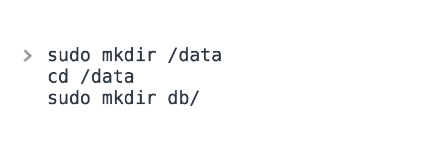 > sudo mkdir /data
cd /data
sudo mkdir db/